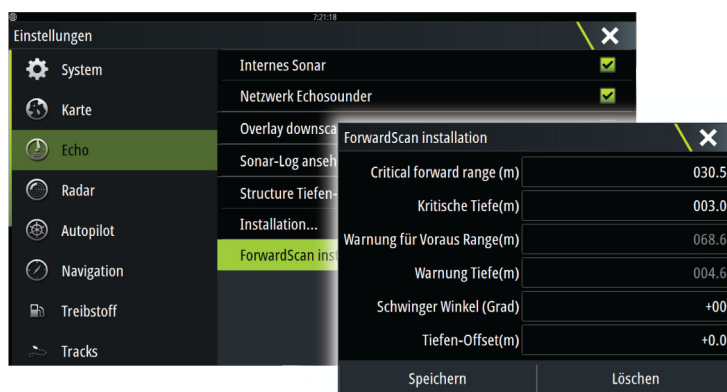 7:21:18
Einstellungen
System
Karte
Echo
Radar
Autopilot
Navigation
Treibstoff
Tracks
Internes Sonar
Netzwerk Echosounder
Overlay downsca
Sonar-Log anseh
Structure Tiefen-
Installation...
ForwardScan inst
ForwardScan installation
Critical forward range (m) 030.5
Kritische Tiefe(m) 003.0
Warnung für Voraus Range(m) 068.6
Warnung Tiefe(m) 004.6
Schwinger Winkel (Grad) +00
Tiefen-Offset(m) +0.0
Speichern Löschen